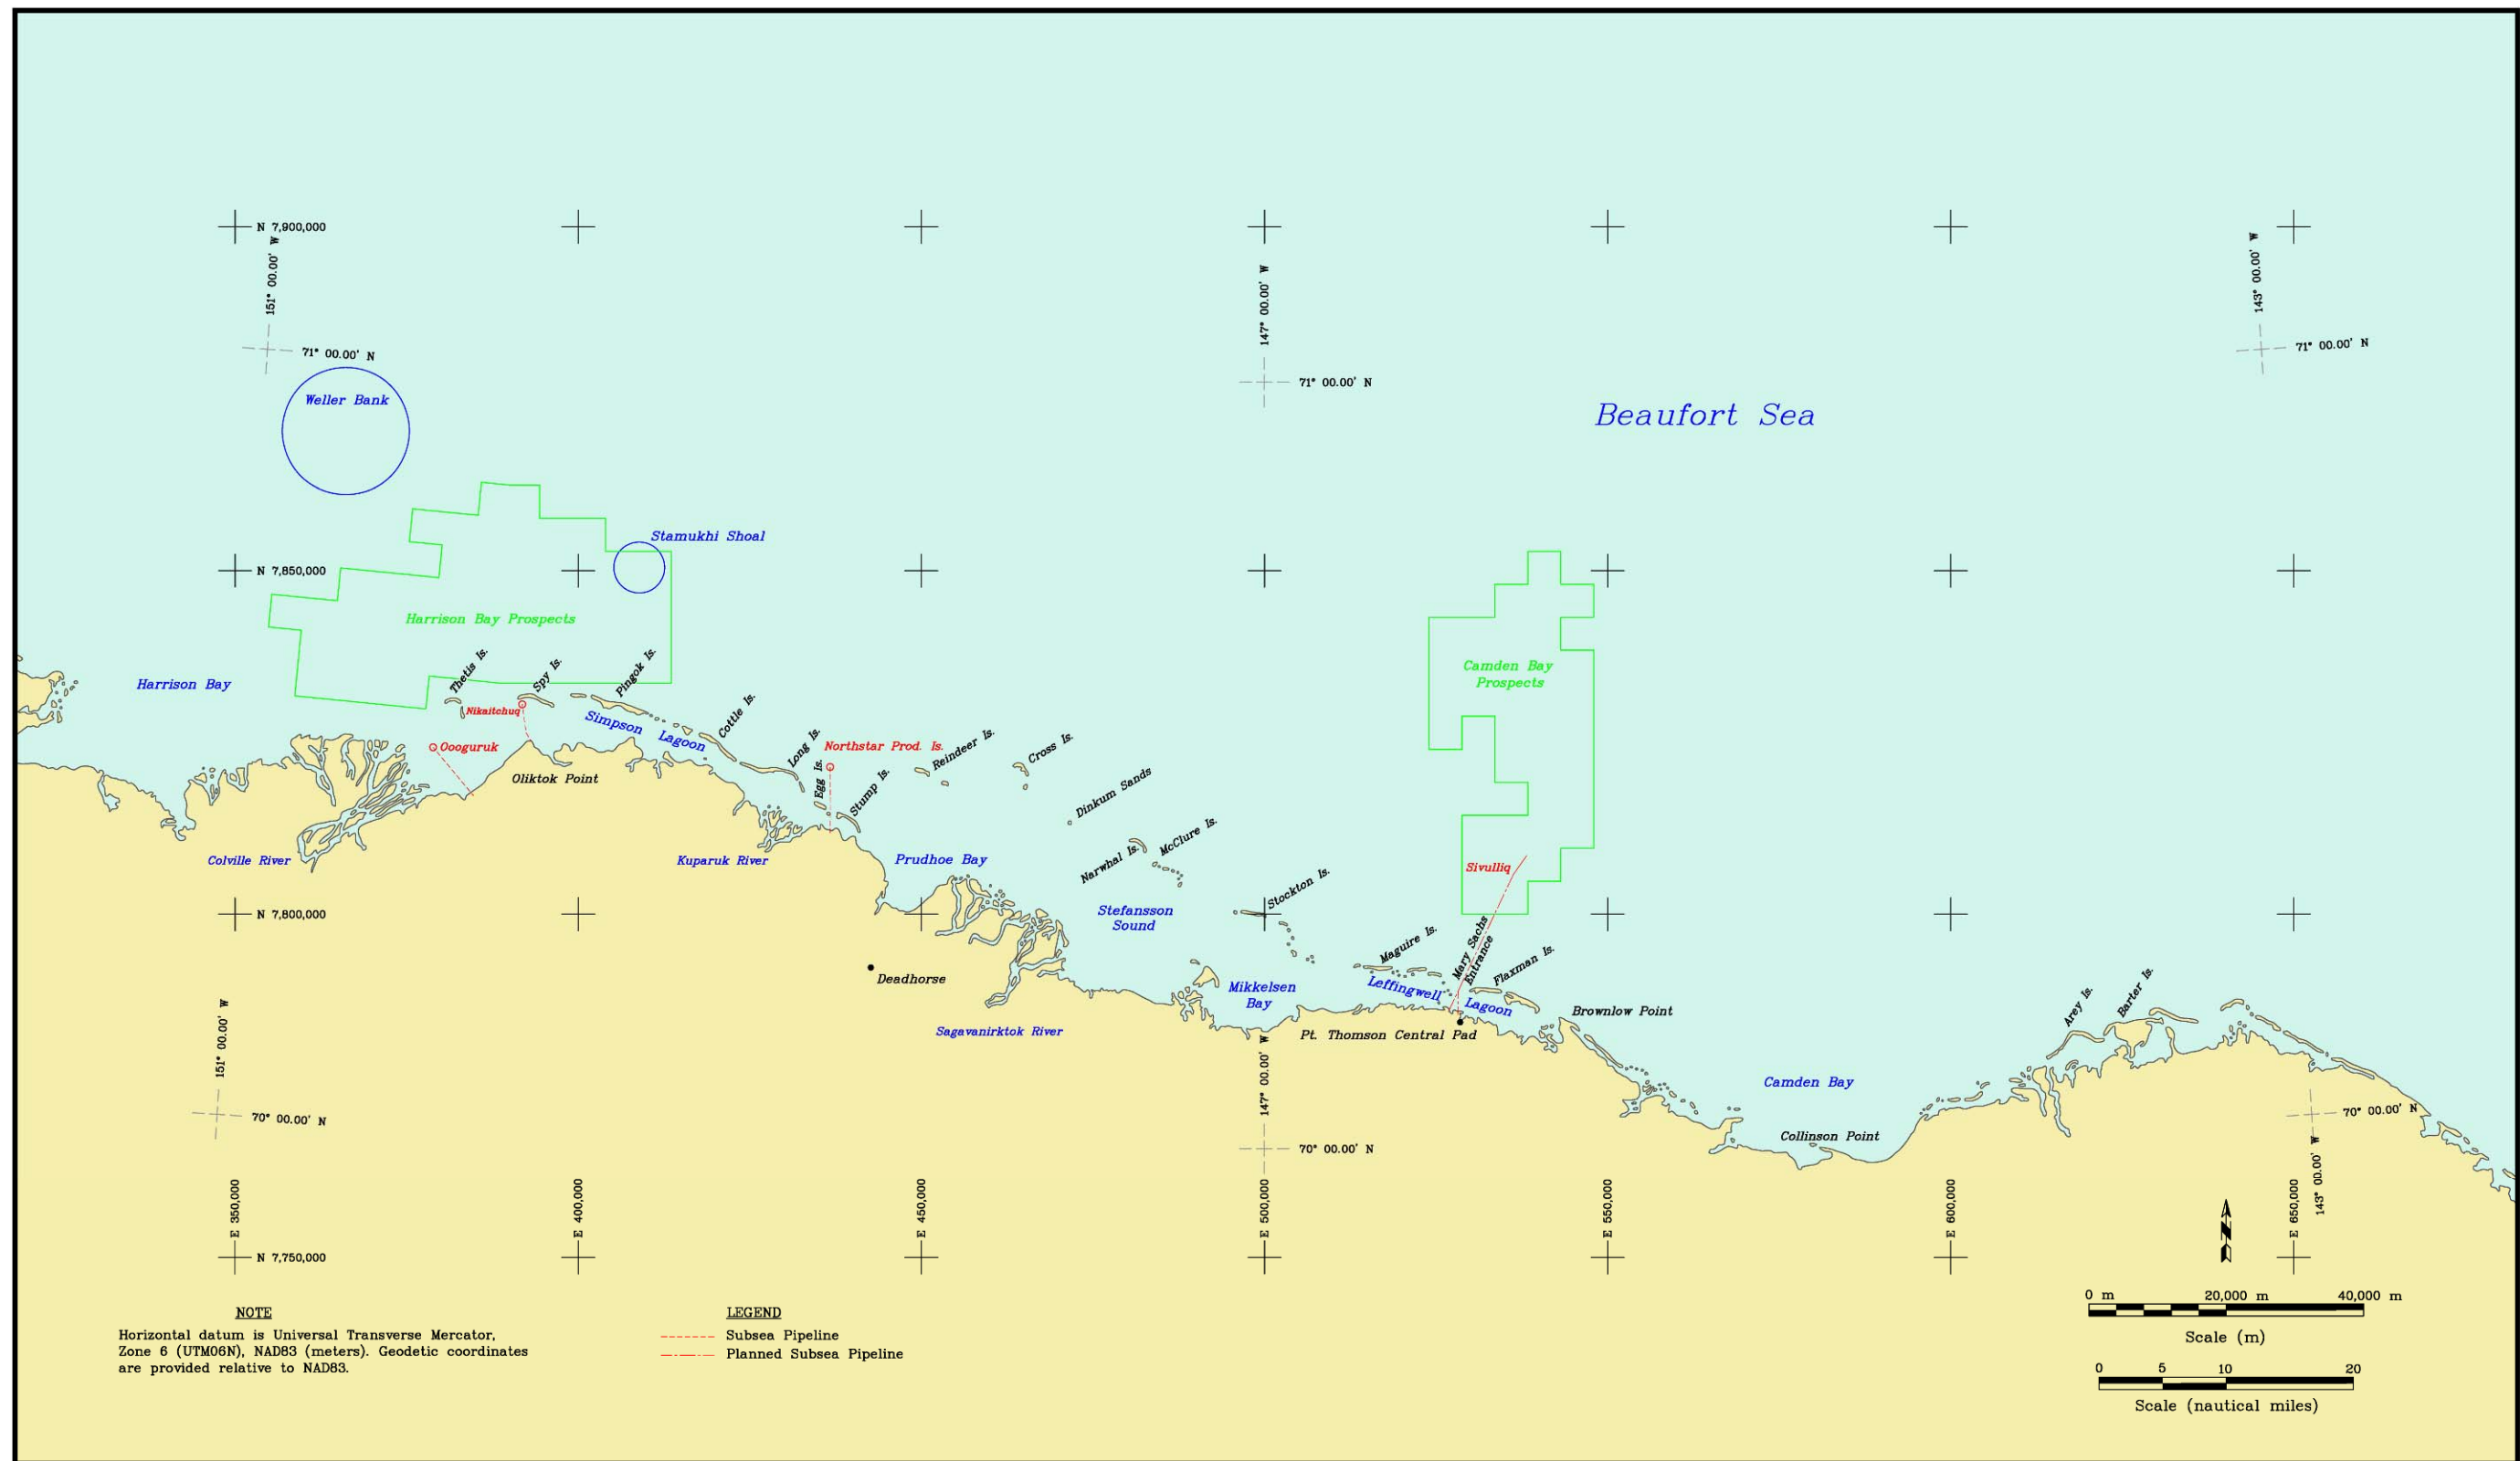 N 7,900,000
151° 00.00' W
147° 00.00' W
143° 00.00' W
71° 00.00' N
71° 00.00' N
71° 00.00' N
Weller Bank
Beaufort Sea
Stamukhi Shoal
N 7,850,000
Harrison Bay Prospects
Camden Bay
Prospects
Harrison Bay
Thetis Is.
Spy Is.
Pingok Is.
Nikaitchuq
Simpson Lagoon
Cottle Is.
Oooguruk
Oliktok Point
Long Is.
Egg Is.
Northstar Prod. Is.
Stump Is.
Reindeer Is.
Cross Is.
Dinkum Sands
Colville River
Kuparuk River
Prudhoe Bay
Narwhal Is.
McClure Is.
Sivulliq
Stockton Is.
N 7,800,000
Stefansson
Sound
Maguire Is.
Mary Sachs
Entrance
Flaxman Is.
Deadhorse
Mikkelsen
Bay
Leffingwell Lagoon
Brownlow Point
Arey Is.
Barter Is.
Sagavanirktok River
Pt. Thomson Central Pad
151° 00.00' W
147° 00.00' W
Camden Bay
70° 00.00' N
70° 00.00' N
Collinson Point
70° 00.00' N
143° 00.00' W
E 350,000
E 400,000
E 450,000
E 500,000
E 550,000
E 600,000
E 650,000
N 7,750,000
N
NOTE
Horizontal datum is Universal Transverse Mercator,
Zone 6 (UTM06N), NAD83 (meters). Geodetic coordinates
are provided relative to NAD83.
LEGEND
Subsea Pipeline
Planned Subsea Pipeline
0 m 20,000 m 40,000 m
Scale (m)
0 5 10 20
Scale (nautical miles)